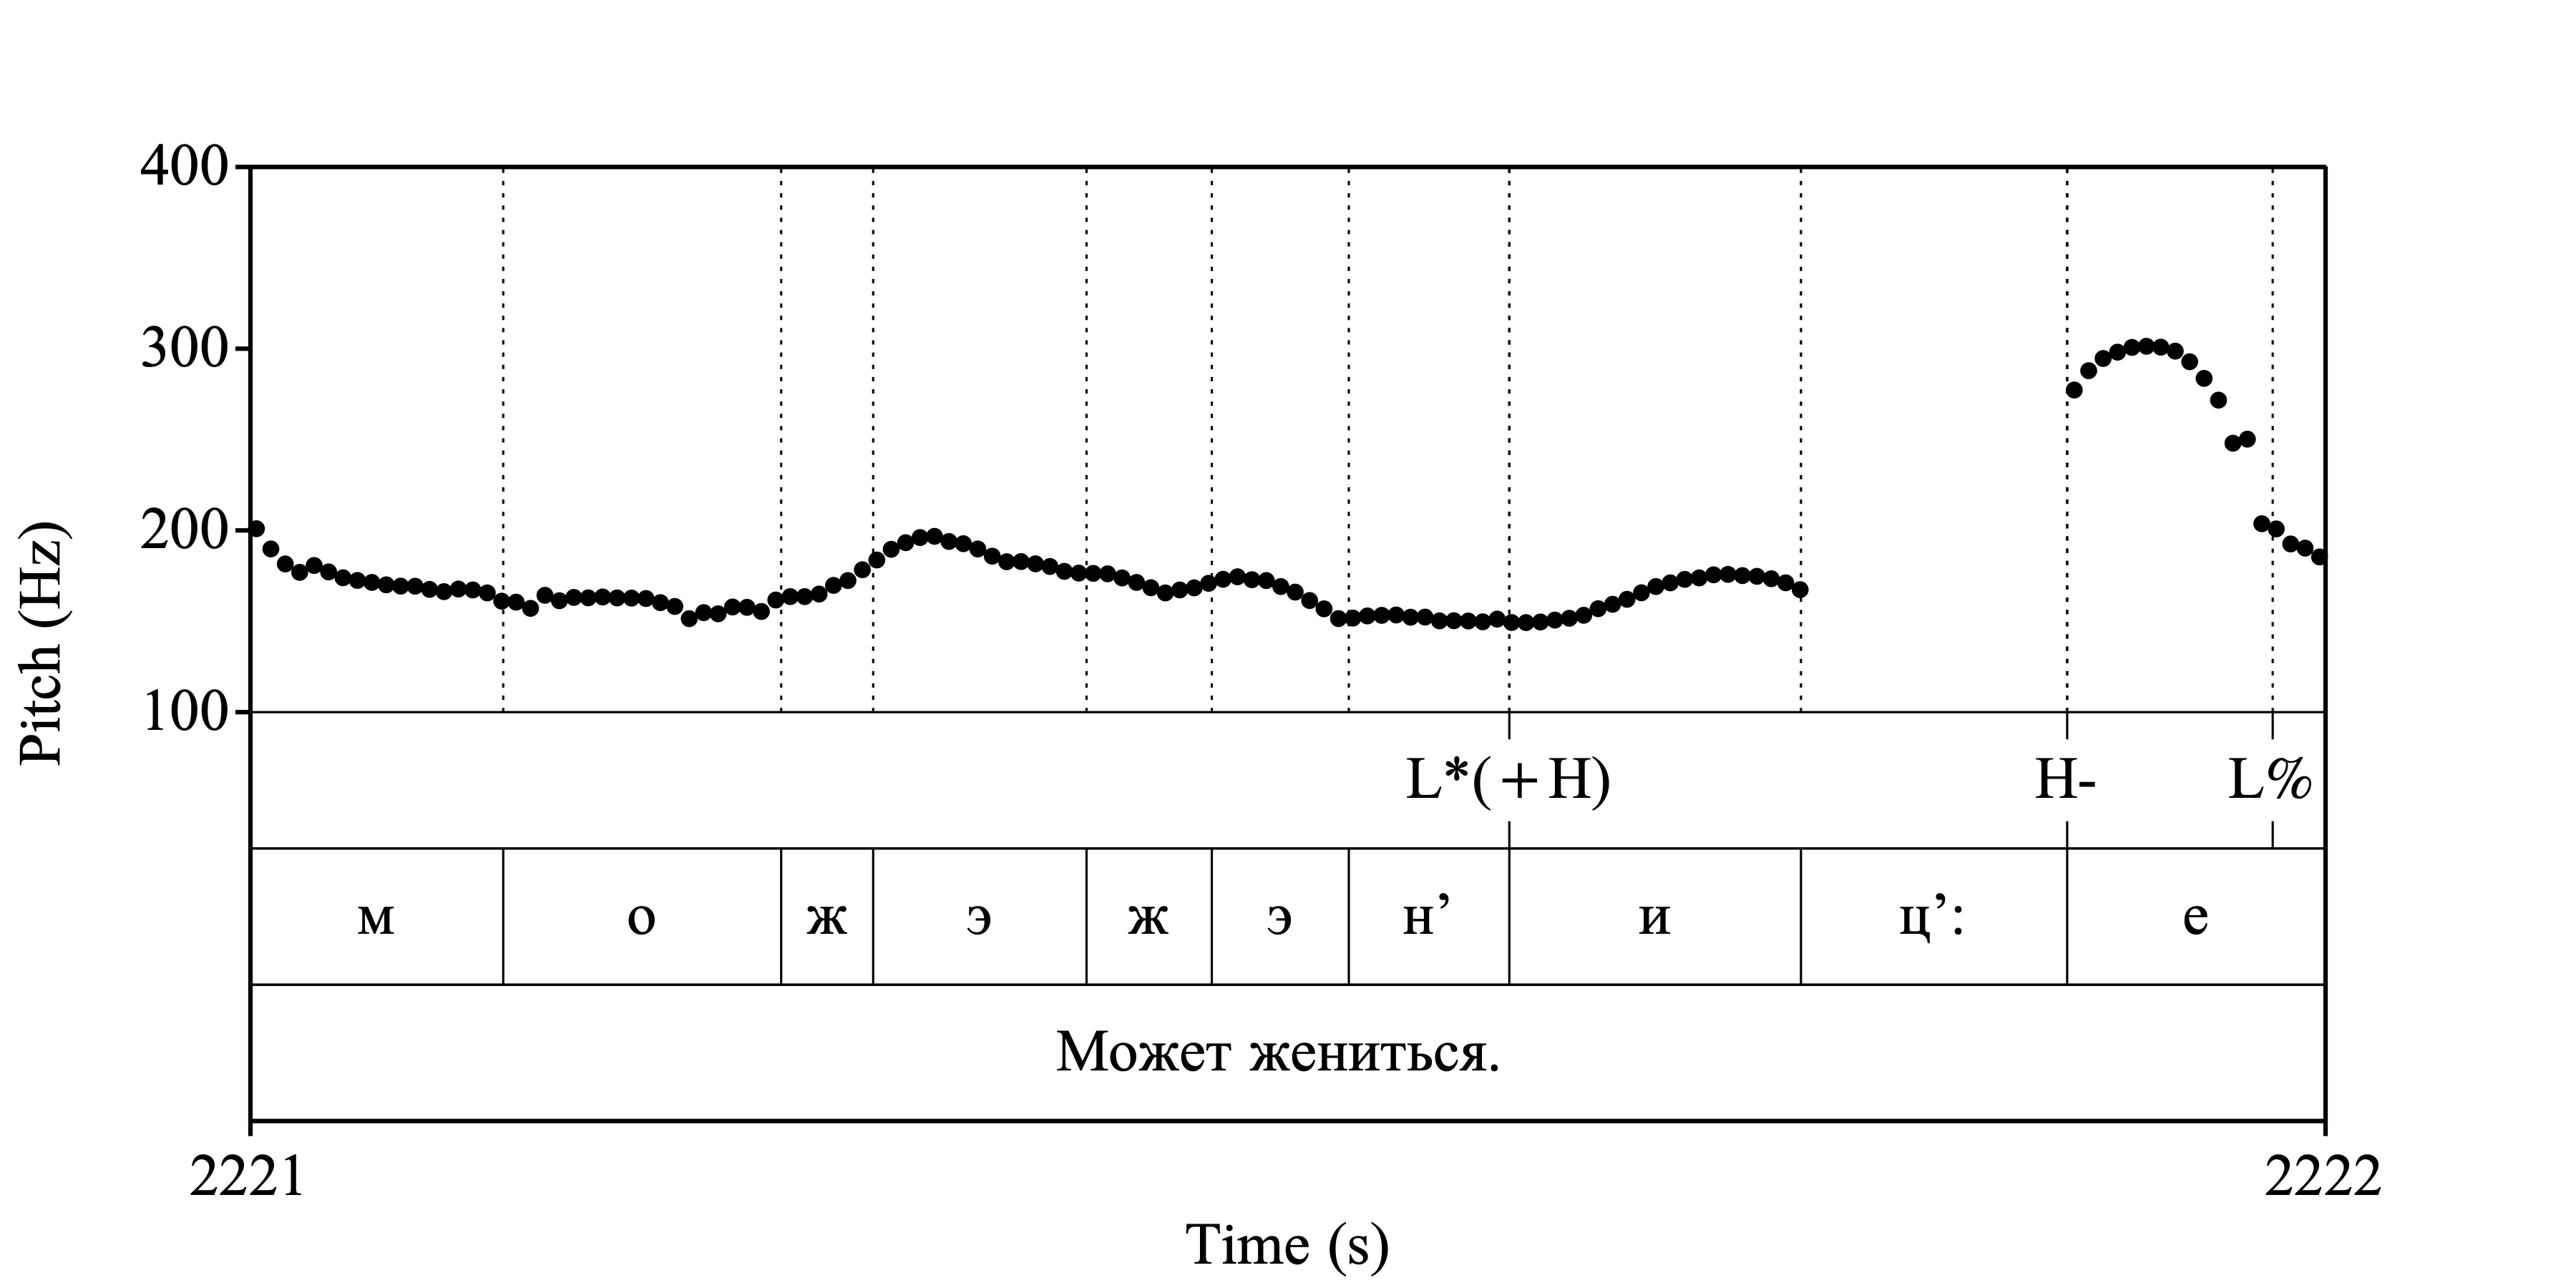 400
300
200
100
Pitch (Hz)
L*(+H) H- L%
м о ж э ж э н’ и ц’: е
Может жениться.
2221 2222
Time (s)